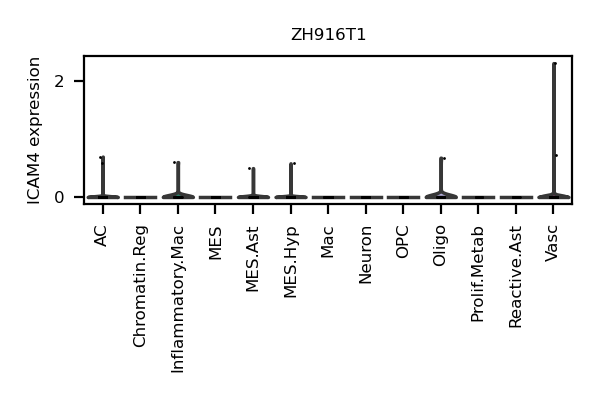 ZH916T1
ICAM4 expression
2
0
AC
Chromatin.Reg
Inflammatory.Mac
MES
MES.Ast
MES.Hyp
Mac
Neuron
OPC
Oligo
Prolif.Metab
Reactive.Ast
Vasc